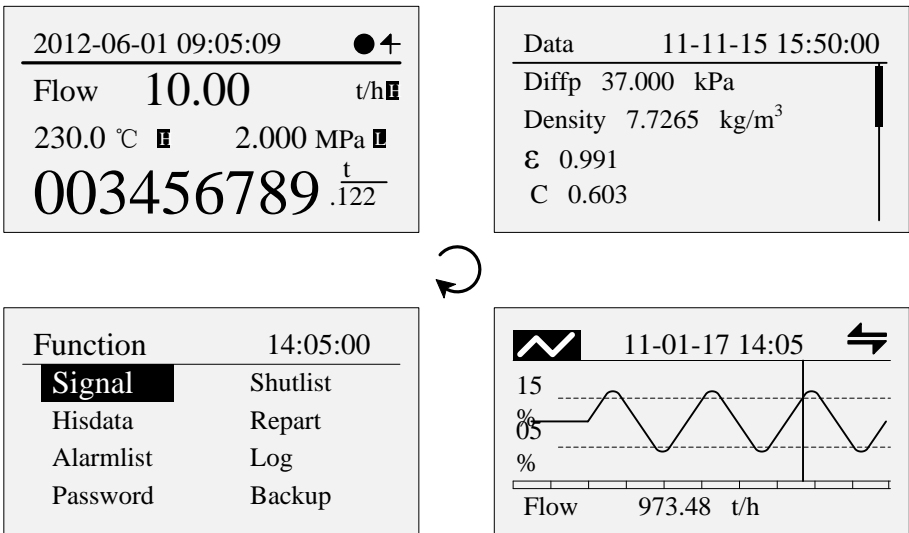 2012-06-01 09:05:09
Flow 10.00 t/h H
230.0 ℃ H 2.000 MPa L
003456789 .122 t
Data 11-11-15 15:50:00
Diffp 37.000 kPa
Density 7.7265 kg/m³
ε 0.991
C 0.603
Function 14:05:00
Signal Shutlist
Hisdata Repart
Alarmlist Log
Password Backup
11-01-17 14:05
15
%
05
%
Flow 973.48 t/h